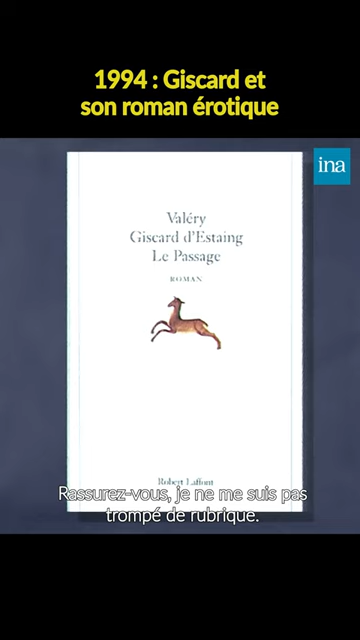 1994 : Giscard et
son roman érotique
ina
Valéry
Giscard d'Estaing
Le Passage
ROMAN
Robert Laffont
Rassurez-vous, je ne me suis pas
trompé de rubrique.